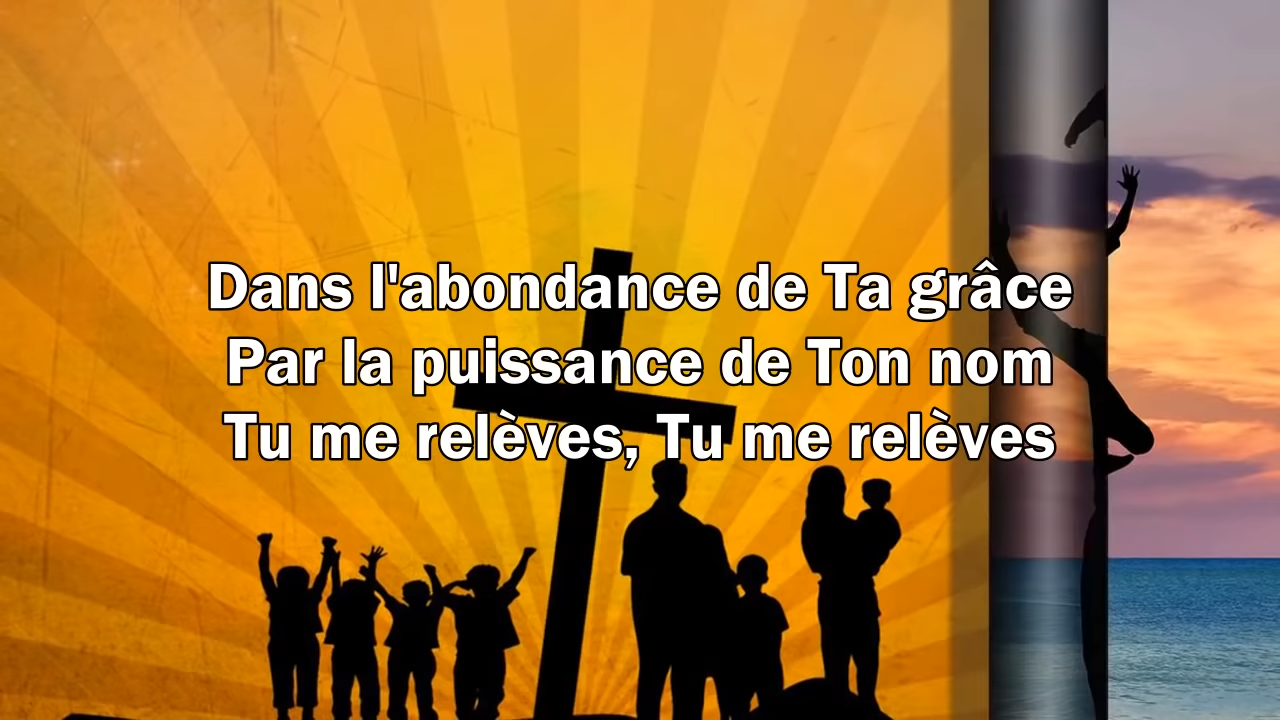 Dans l'abondance de Ta grâce
Par la puissance de Ton nom
Tu me relèves, Tu me relèves